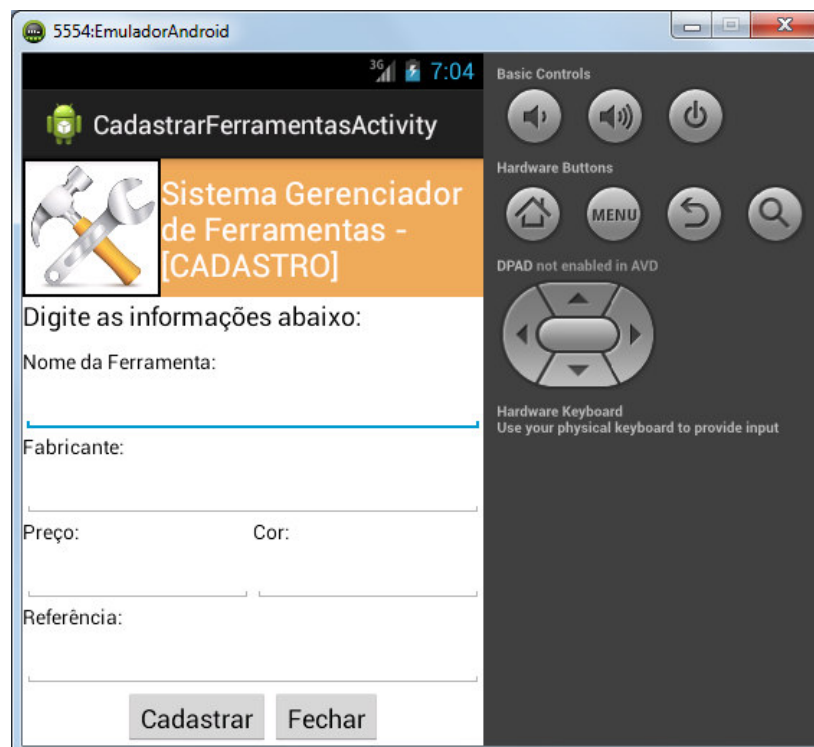 5554:EmuladorAndroid
3G 7:04
CadastrarFerramentasActivity
Sistema Gerenciador
de Ferramentas -
[CADASTRO]
Digite as informações abaixo:
Nome da Ferramenta:
Fabricante:
Preço: Cor:
Referência:
Cadastrar Fechar
Basic Controls
Hardware Buttons
MENU
DPAD not enabled in AVD
Hardware Keyboard
Use your physical keyboard to provide input